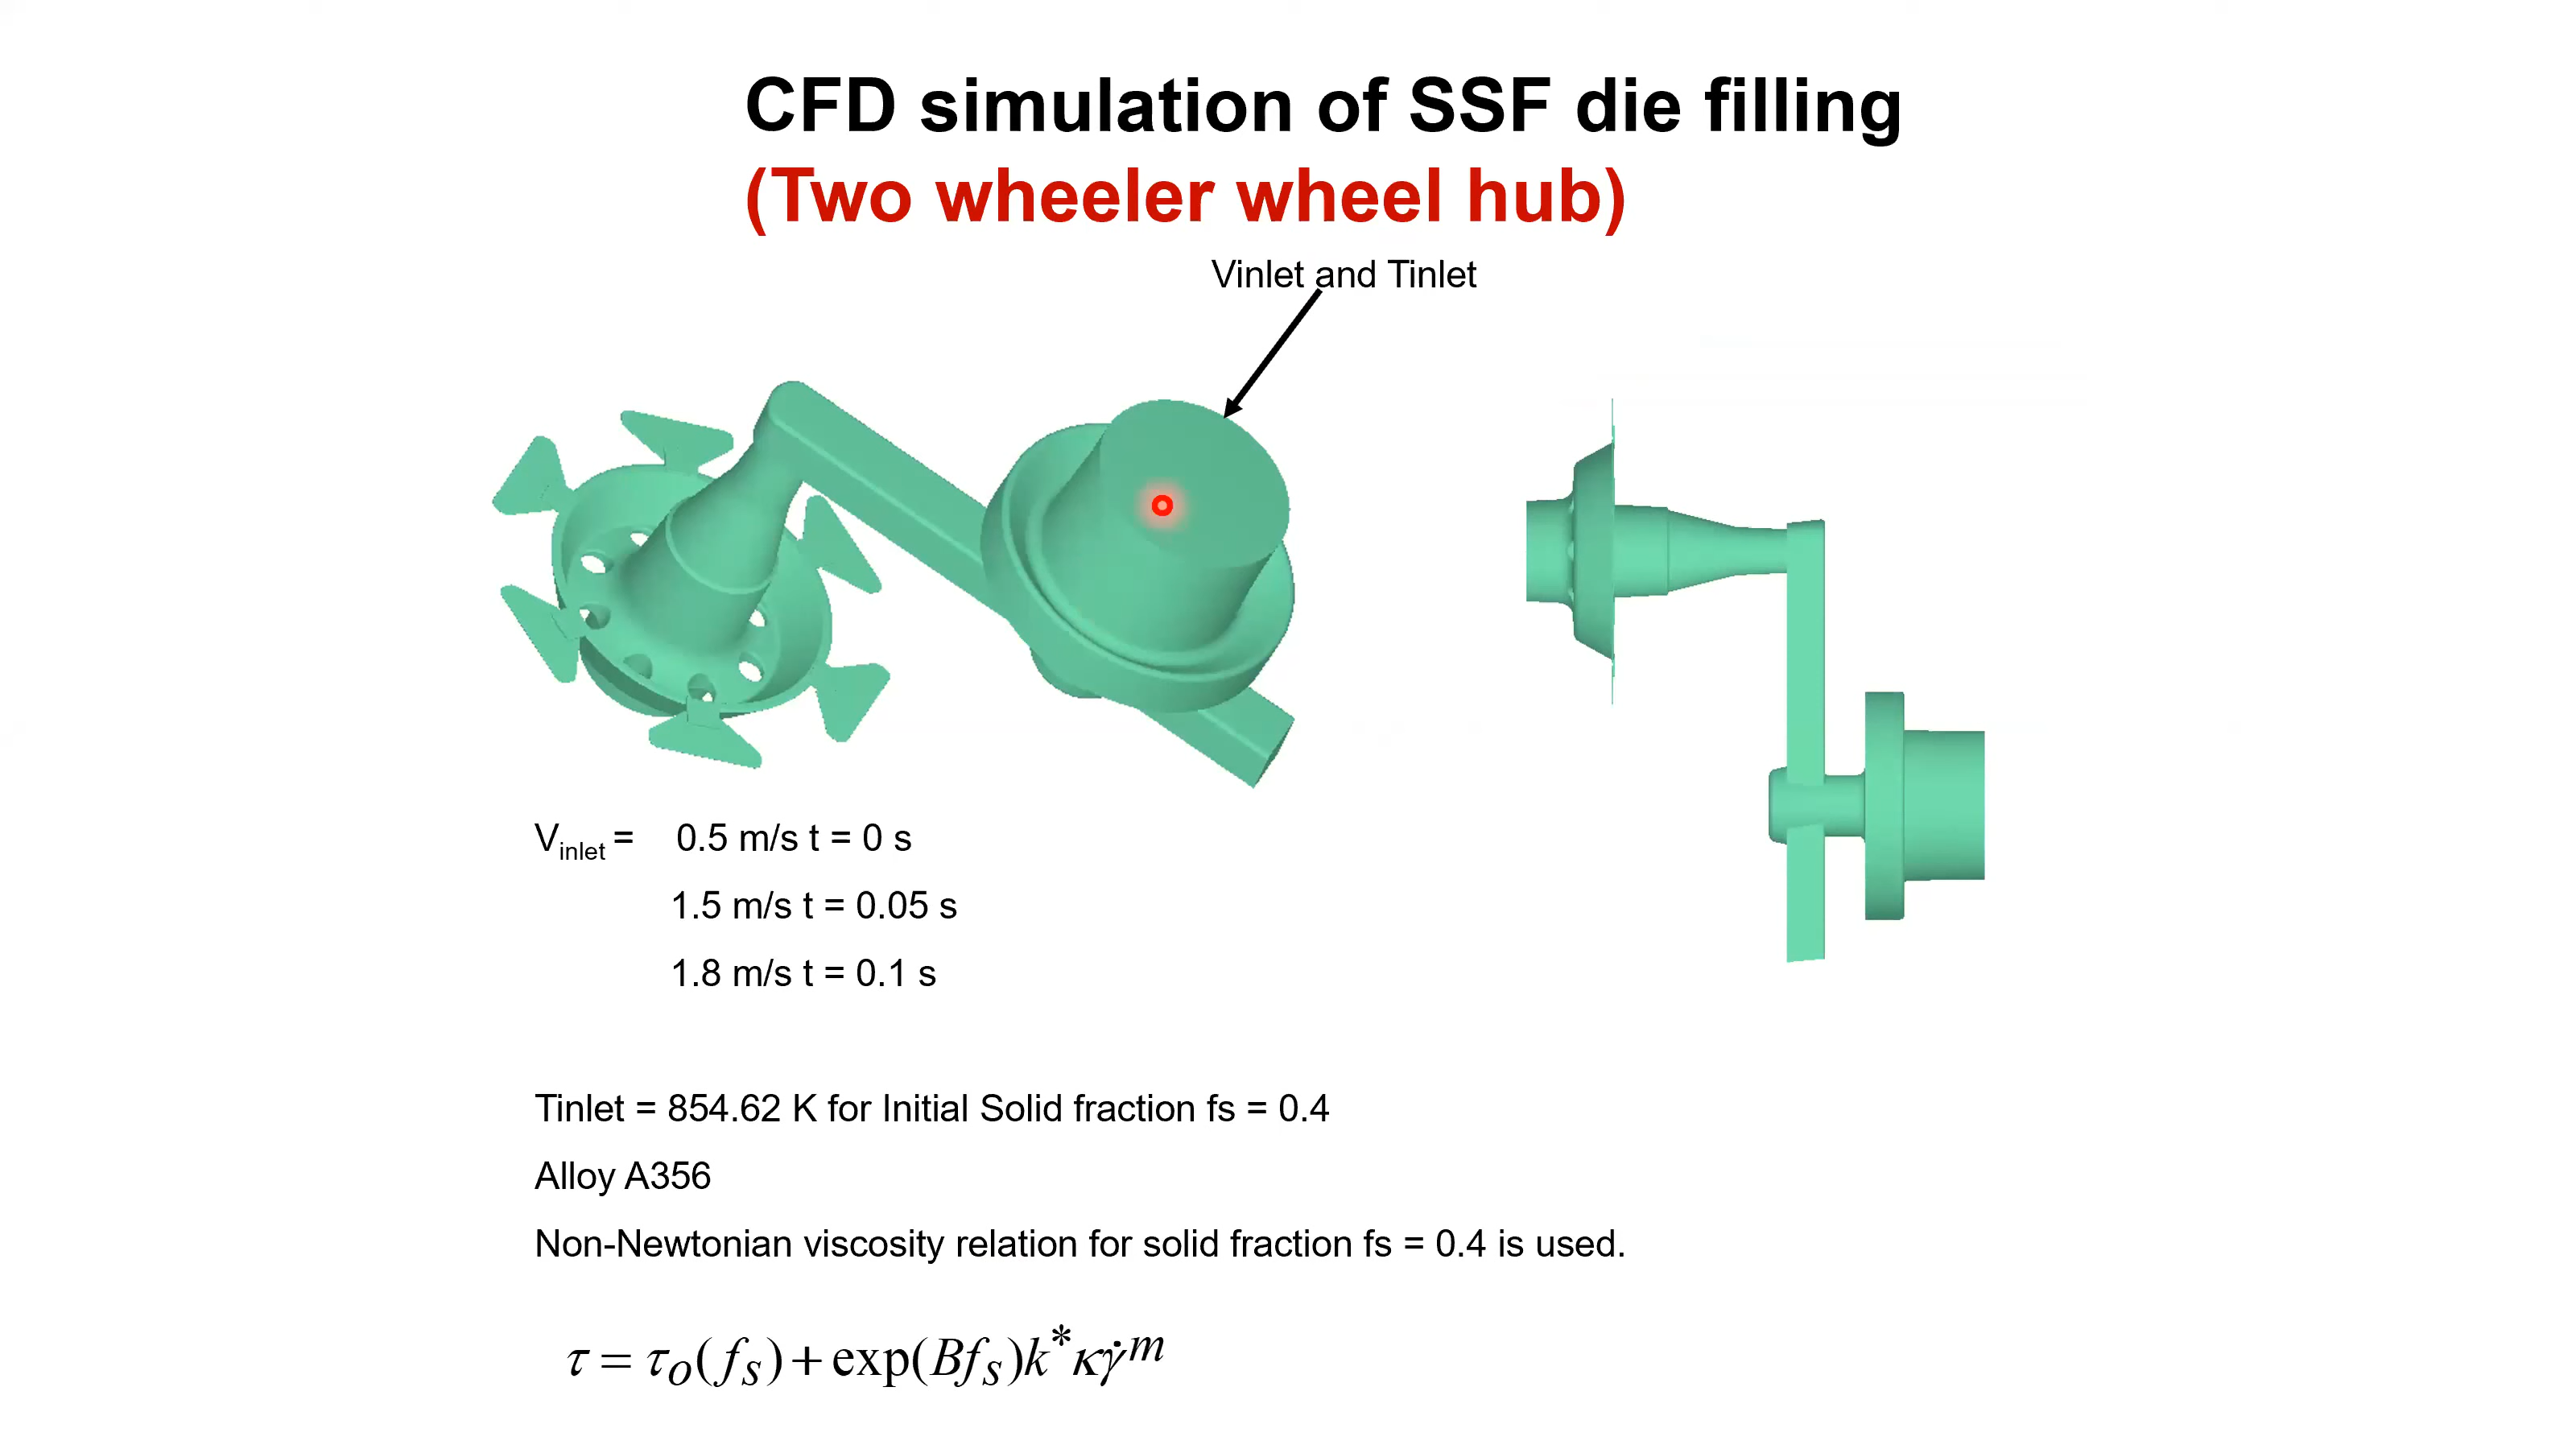 CFD simulation of SSF die filling
(Two wheeler wheel hub)
Vinlet and Tinlet
Vinlet = 0.5 m/s t = 0 s
1.5 m/s t = 0.05 s
1.8 m/s t = 0.1 s
Tinlet = 854.62 K for Initial Solid fraction fs = 0.4
Alloy A356
Non-Newtonian viscosity relation for solid fraction fs = 0.4 is used.
τ = τo(fs) + exp(Bfs)k*κγ̇^m